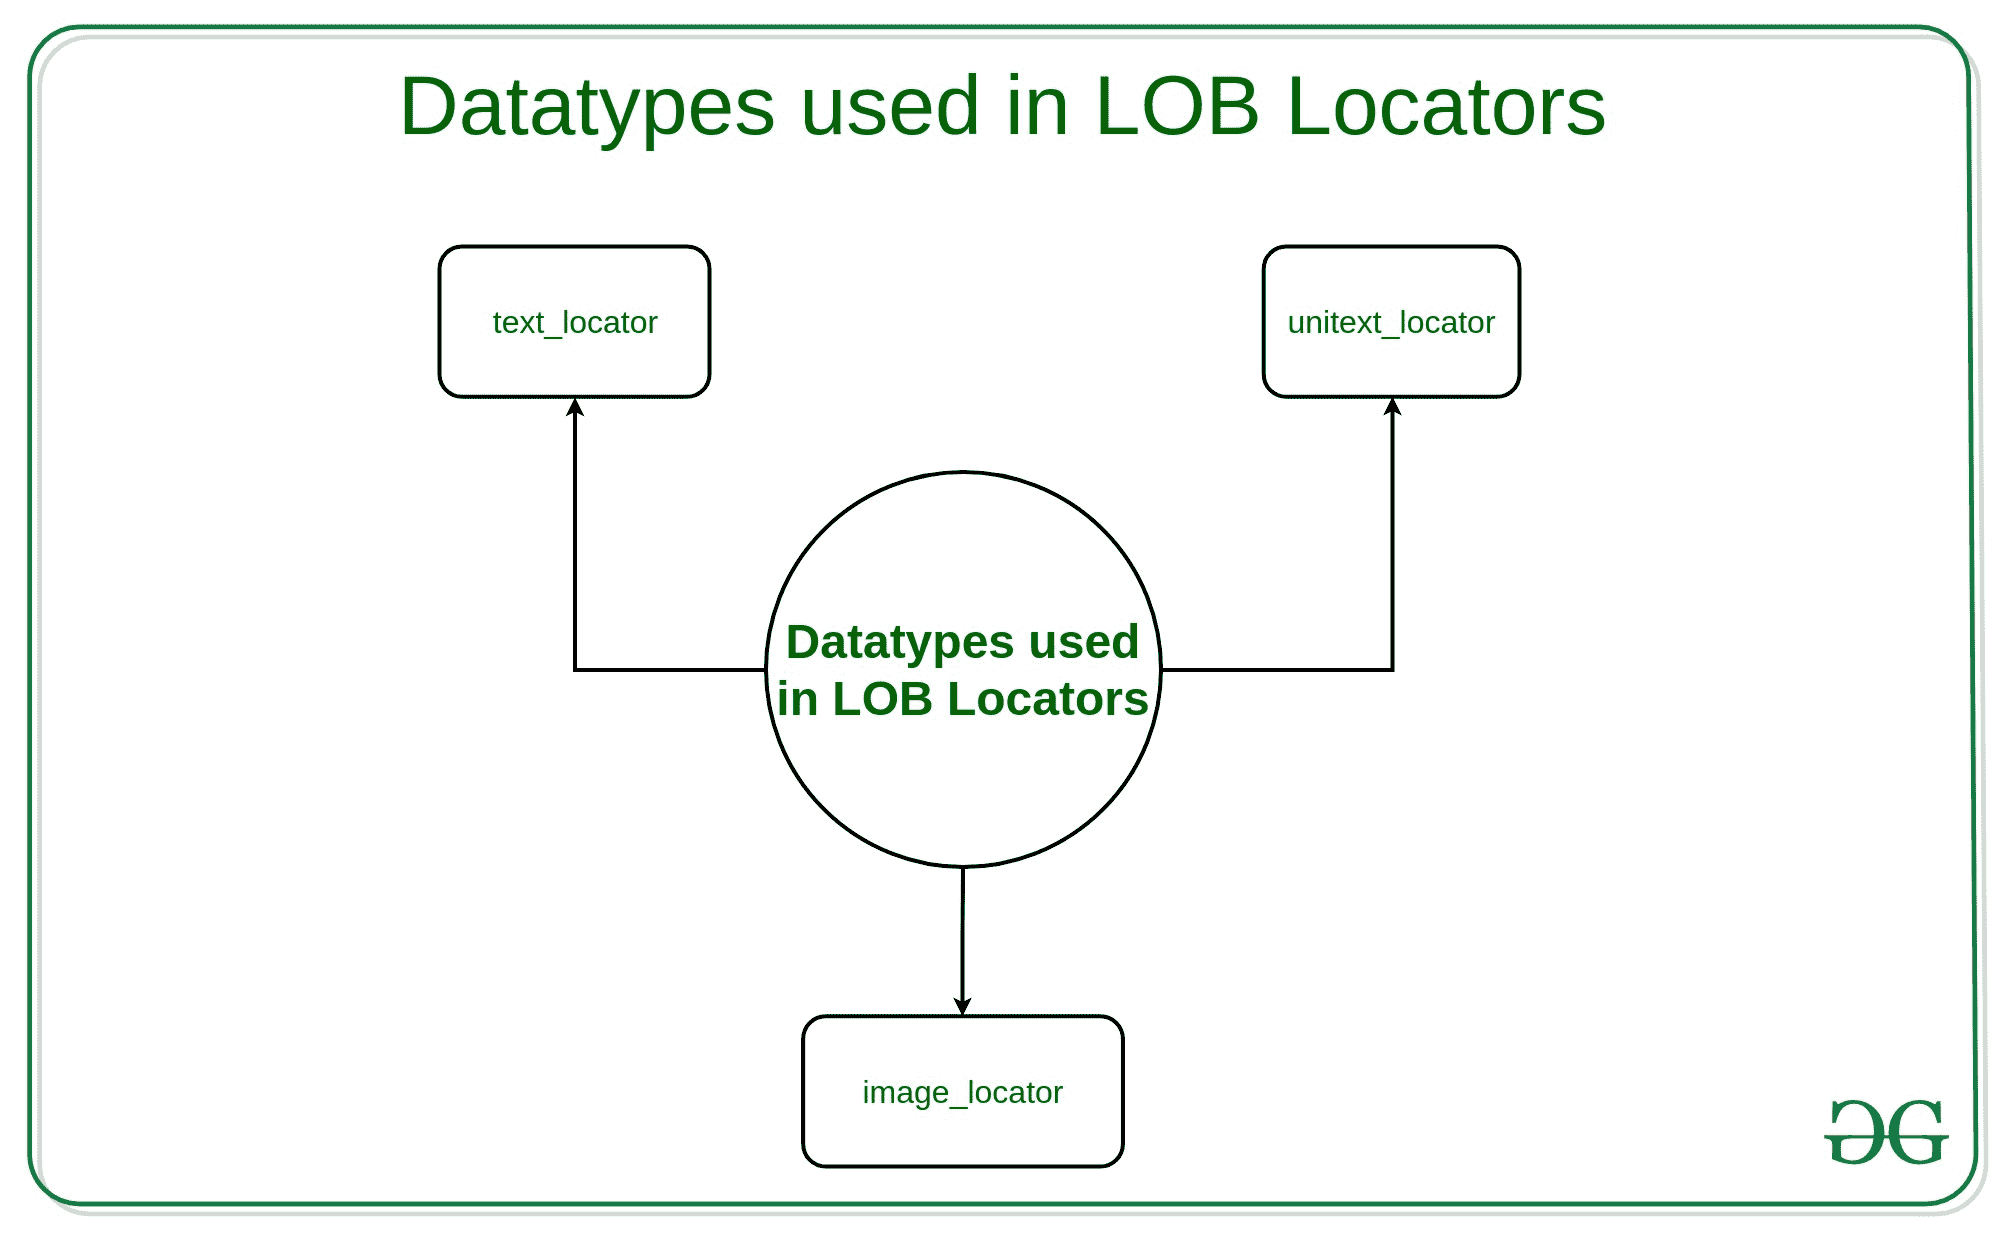 Datatypes used in LOB Locators
text_locator
unitext_locator
Datatypes used
in LOB Locators
image_locator